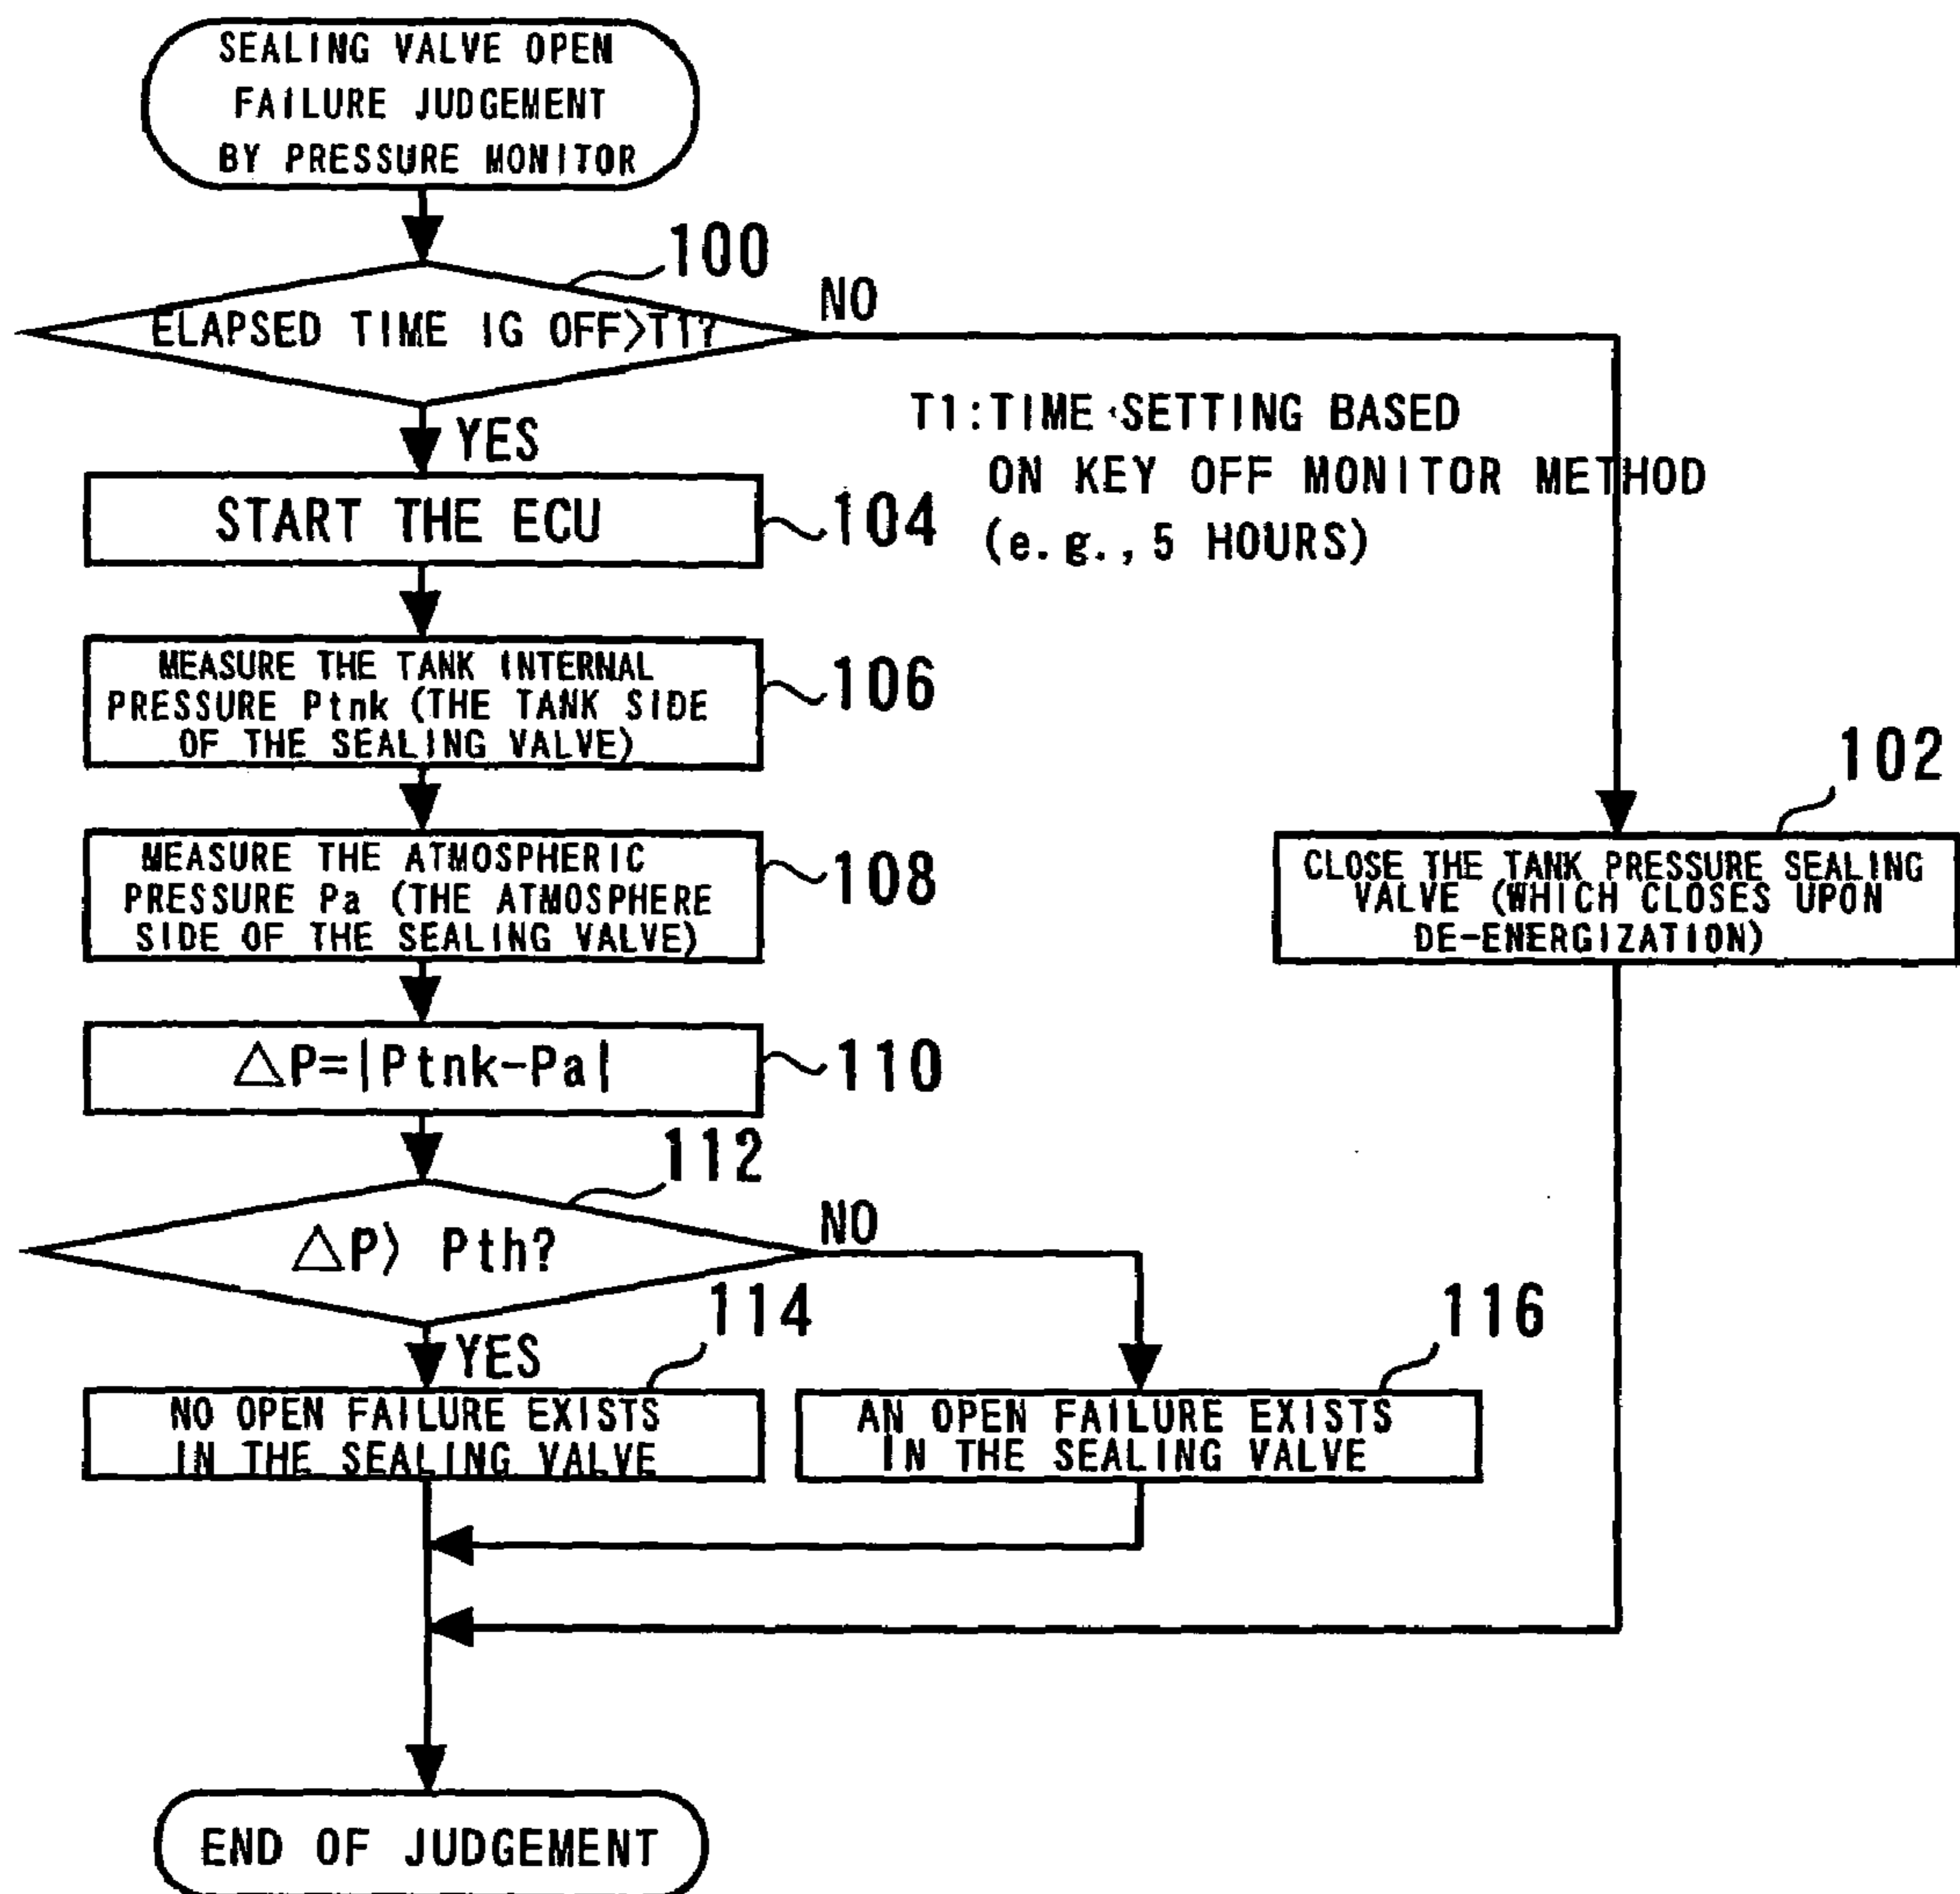 SEALING VALVE OPEN
FAILURE JUDGEMENT
BY PRESSURE MONITOR
100
ELAPSED TIME IG OFF>T1?
NO
YES
T1:TIME SETTING BASED
ON KEY OFF MONITOR METHOD
(e.g.,5 HOURS)
START THE ECU
104
MEASURE THE TANK INTERNAL
PRESSURE Ptnk (THE TANK SIDE
OF THE SEALING VALVE)
106
102
CLOSE THE TANK PRESSURE SEALING
VALVE (WHICH CLOSES UPON
DE-ENERGIZATION)
MEASURE THE ATMOSPHERIC
PRESSURE Pa (THE ATMOSPHERE
SIDE OF THE SEALING VALVE)
108
△P=|Ptnk-Pa|
110
112
△P> Pth?
NO
YES
114
NO OPEN FAILURE EXISTS
IN THE SEALING VALVE
116
AN OPEN FAILURE EXISTS
IN THE SEALING VALVE
END OF JUDGEMENT